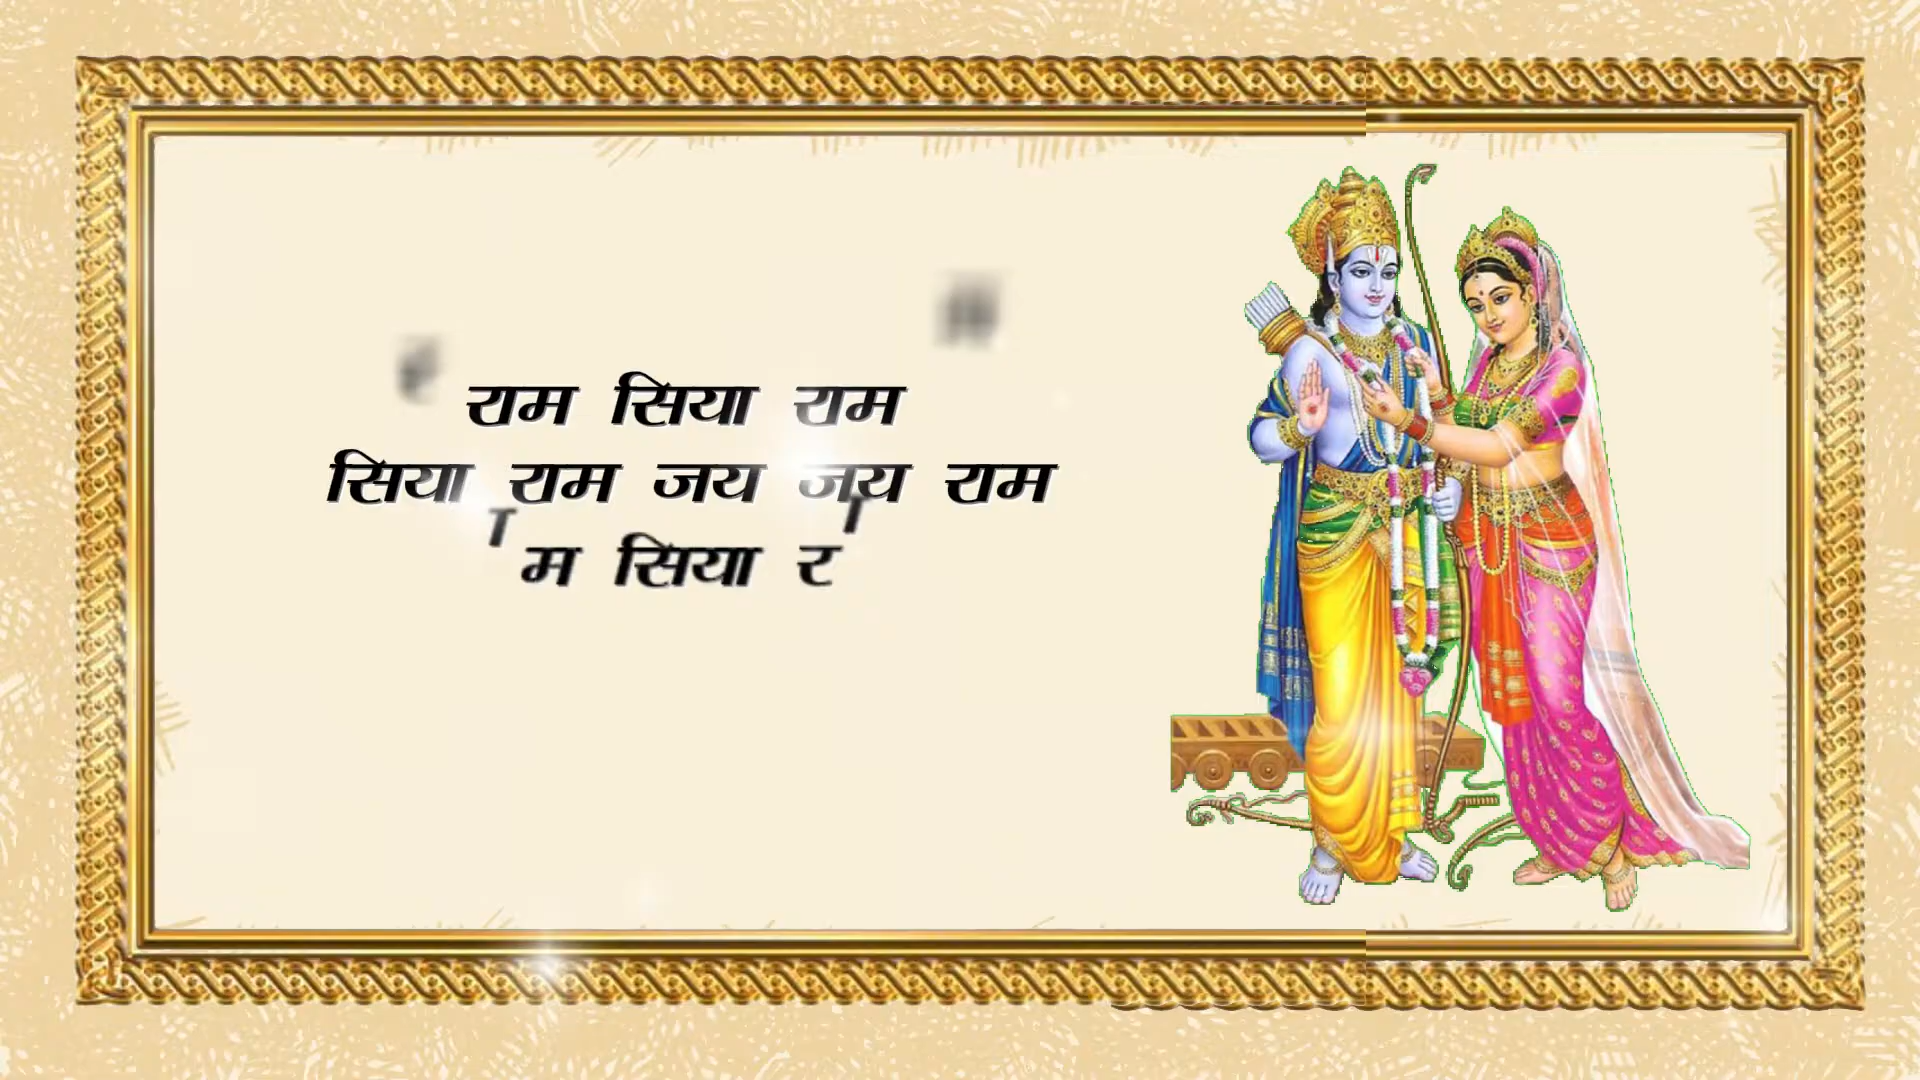 राम सिया राम
सिया राम जय जय राम
म सिया र